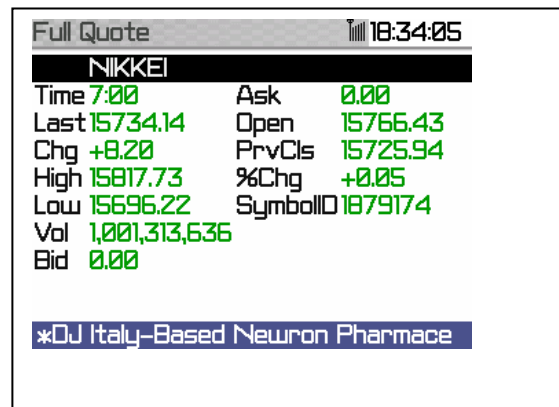 Full Quote 18:34:05
NIKKEI
Time 7:00 Ask 0.00
Last 15734.14 Open 15766.43
Chg +8.20 PrvCls 15725.94
High 15817.73 %Chg +0.05
Low 15696.22 SymbolID 1879174
Vol 1,001,313,636
Bid 0.00
*DJ Italy-Based Newron Pharmace